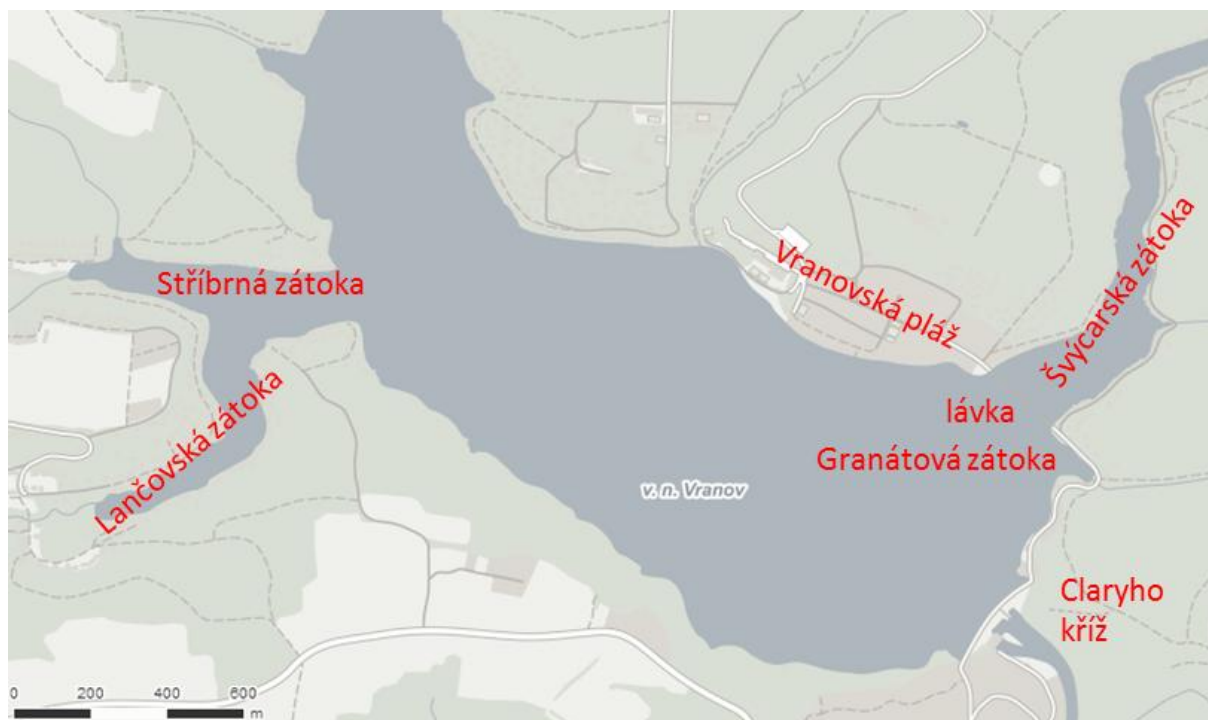 Stříbrná zátoka
Vranovská pláž
Švýcarská zátoka
Lančovská zátoka
lávka
Granátová zátoka
v. n. Vranov
Claryho
kříž
0 200 400 600
m